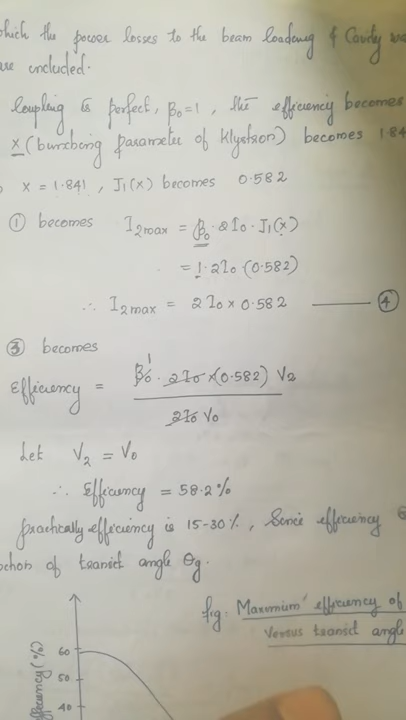 which the power losses to the beam loading & Cavity
are included.
Coupling is perfect, β₀=1, the efficiency becomes
X (bunching parameter of Klystron) becomes 1.84
X = 1.841, J₁(x) becomes 0.582
① becomes I₂max = β₀ · 2I₀ · J₁(x)
= 1 · 2I₀ · (0.582)
∴ I₂max = 2I₀ x 0.582 ——— ④
③ becomes
Efficiency = β₀ · 2I₀ x (0.582) V₂ / 2I₀ V₀
1
Let V₂ = V₀
∴ Efficiency = 58.2%
practically efficiency is 15-30%, Since efficiency
of transit angle θg.
fig: Maximum efficiency of
Versus transit angle
60
50
40
(%)